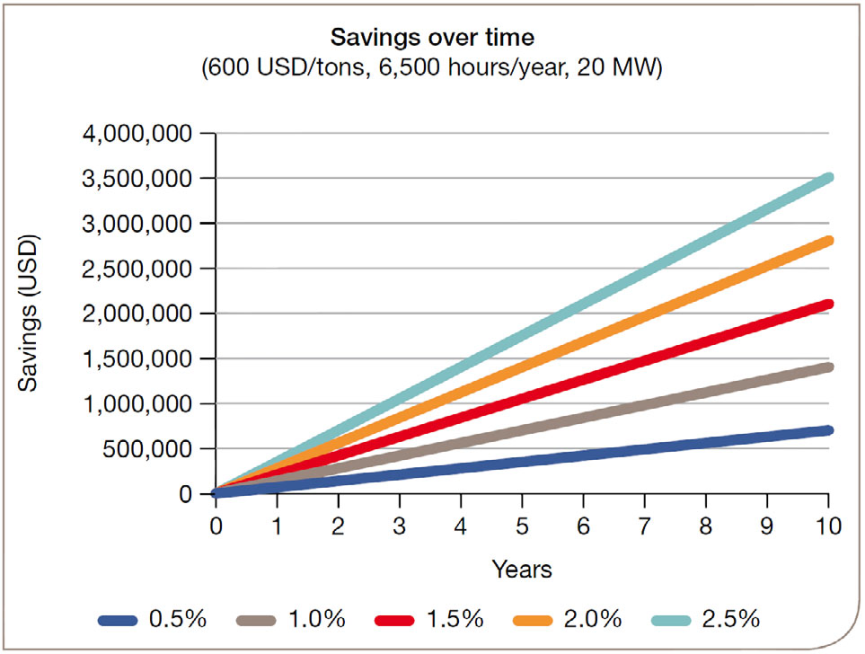 Savings over time
(600 USD/tons, 6,500 hours/year, 20 MW)
Savings (USD)
4,000,000
3,500,000
3,000,000
2,500,000
2,000,000
1,500,000
1,000,000
500,000
0
0 1 2 3 4 5 6 7 8 9 10
Years
0.5% 1.0% 1.5% 2.0% 2.5%